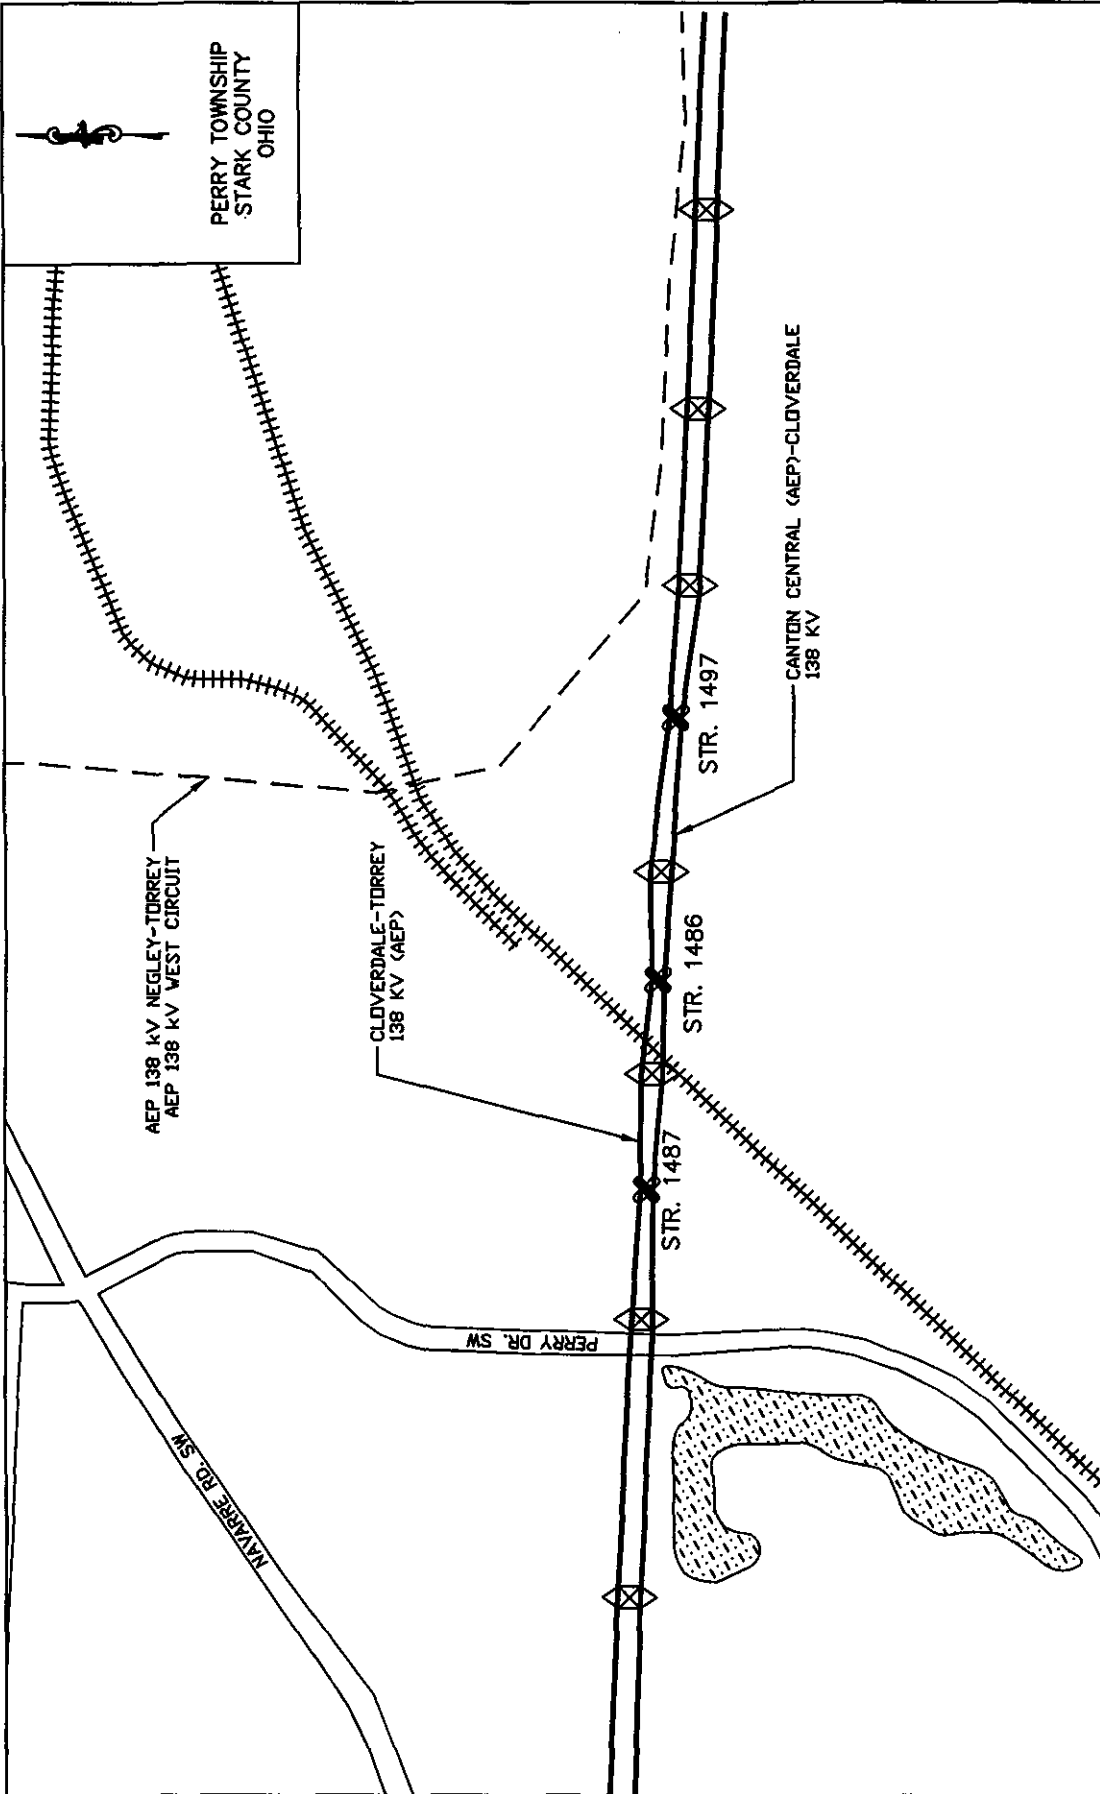 PERRY TOWNSHIP
STARK COUNTY
OHIO
AEP 138 kV NEGLEY-TORREY
AEP 138 kV WEST CIRCUIT
CLOVERDALE-TORREY
138 KV (AEP)
CANTON CENTRAL (AEP)-CLOVERDALE
138 KV
STR. 1497
STR. 1486
STR. 1487
PERRY DR. SW
NAVARRE RD. SW